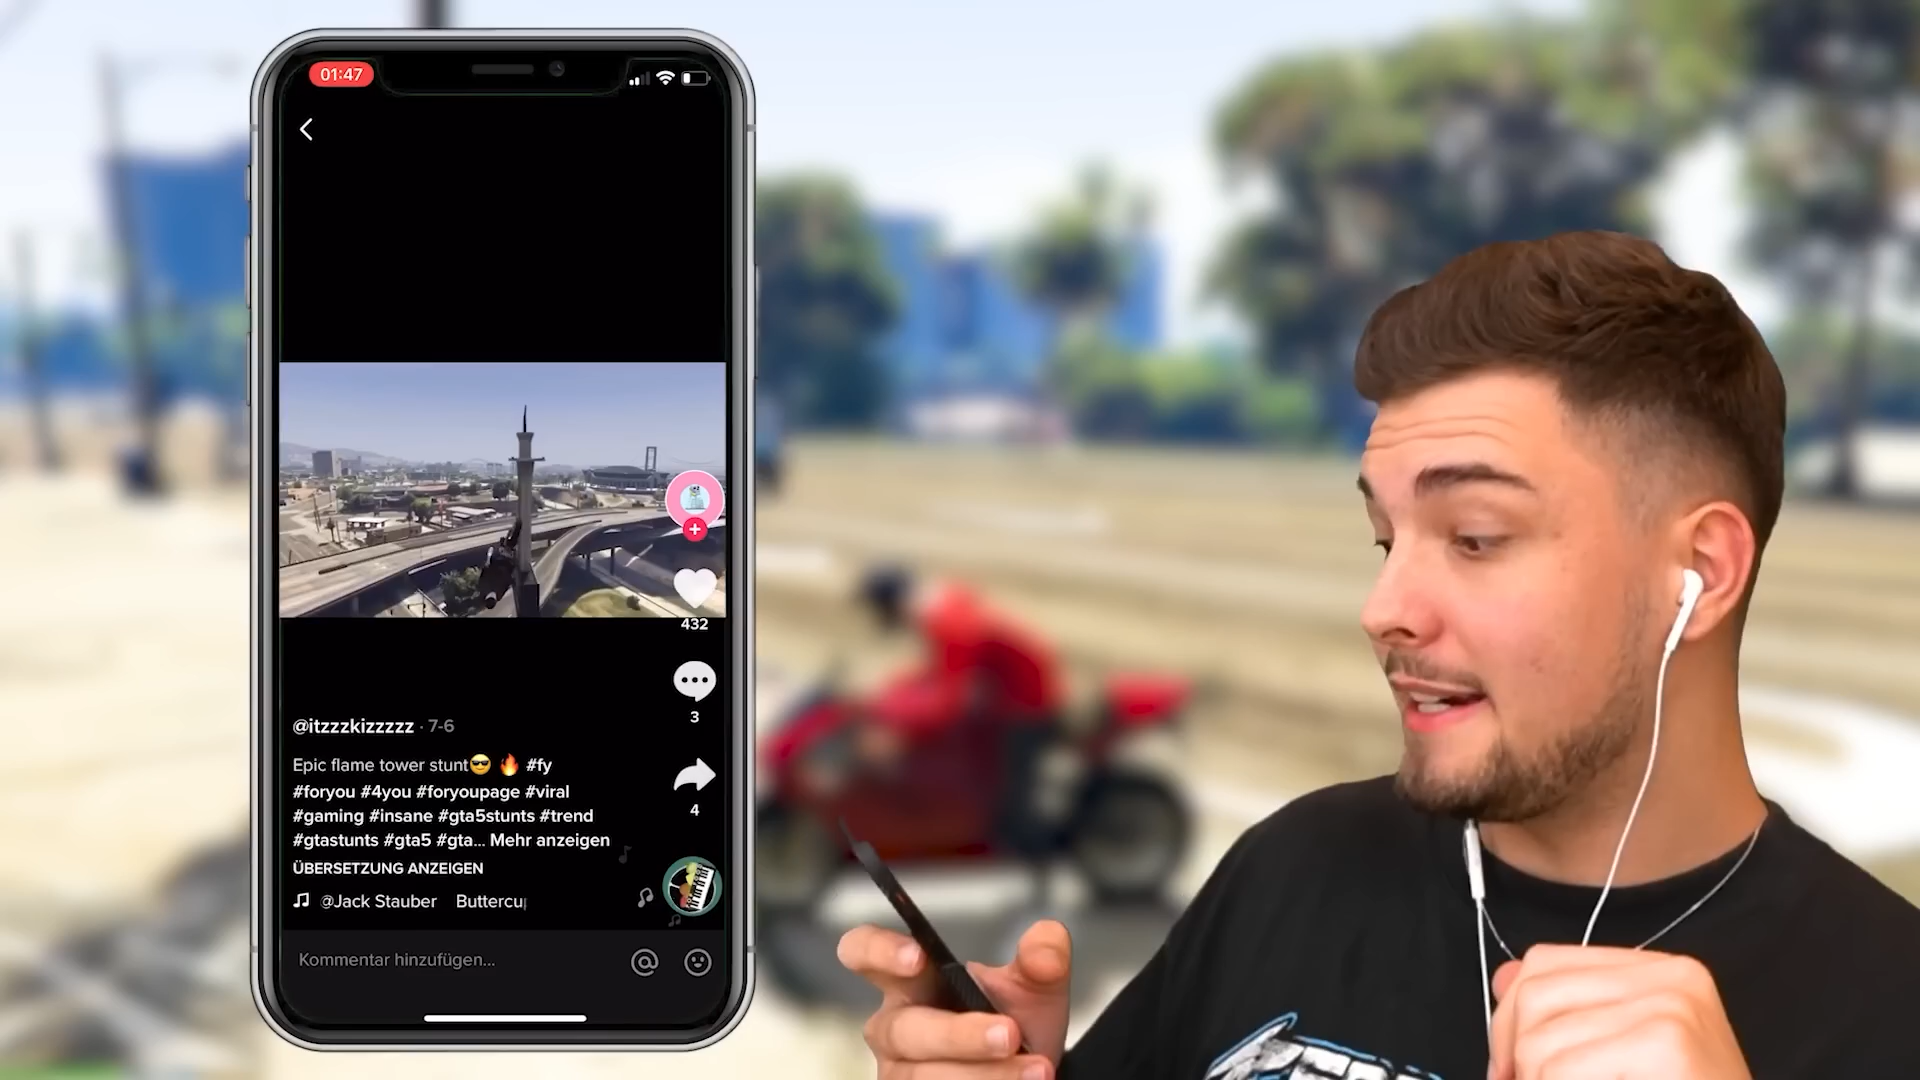 01:47
432
3
@itzzzkizzzzz · 7-6
Epic flame tower stunt😎 🔥 #fy
#foryou #4you #foryoupage #viral
#gaming #insane #gta5stunts #trend
#gtastunts #gta5 #gta... Mehr anzeigen
4
ÜBERSETZUNG ANZEIGEN
@Jack Stauber Buttercu
Kommentar hinzufügen...